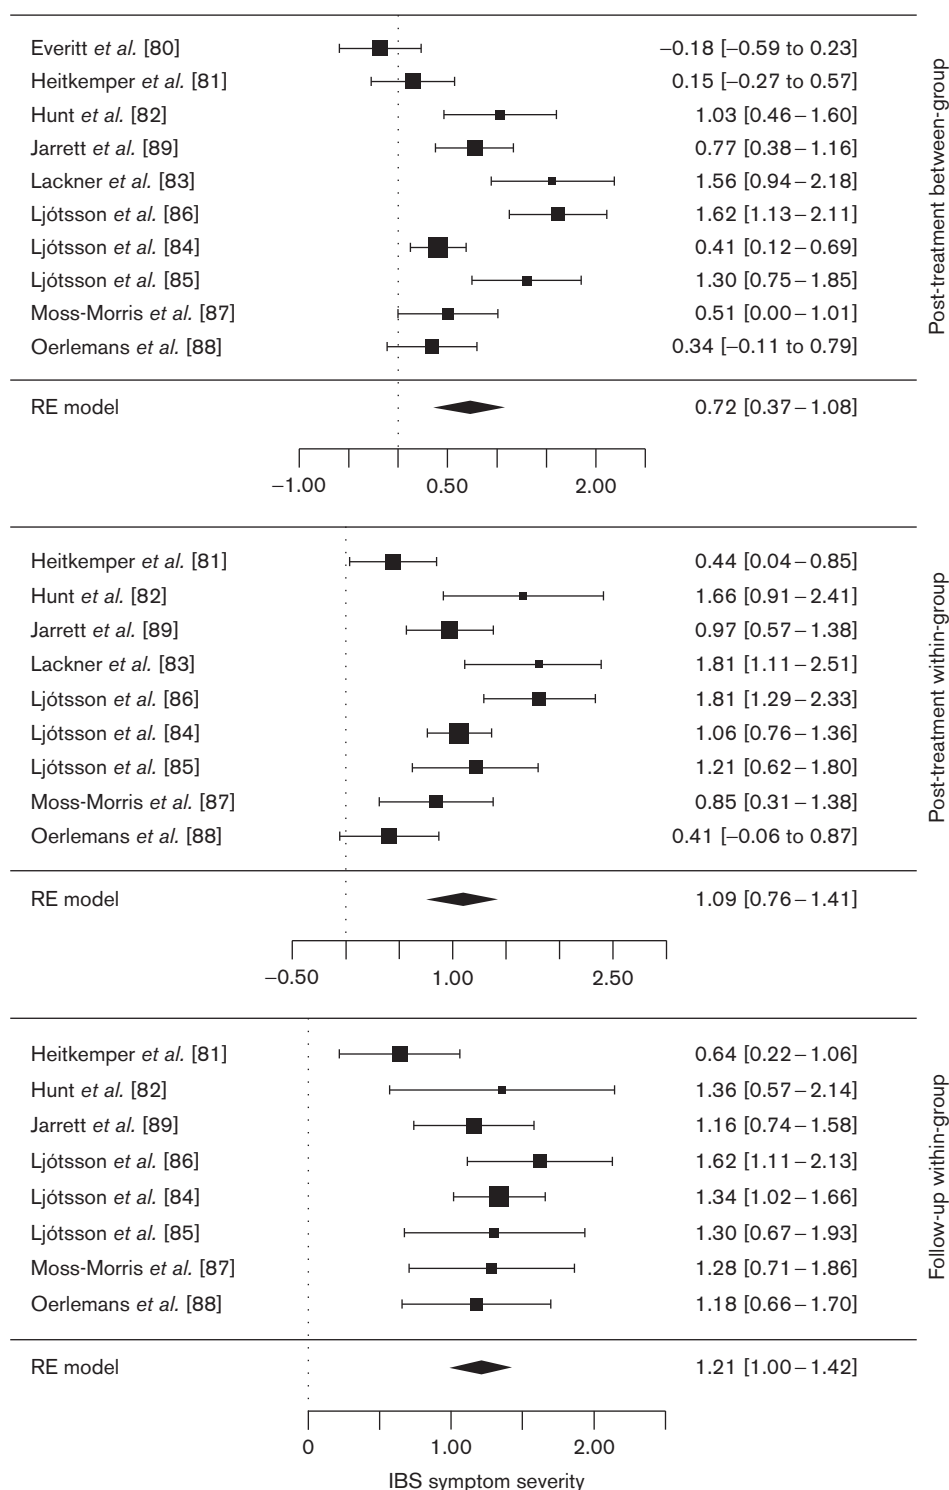 Everitt et al. [80] −0.18 [−0.59 to 0.23]
Heitkemper et al. [81] 0.15 [−0.27 to 0.57]
Hunt et al. [82] 1.03 [0.46–1.60]
Jarrett et al. [89] 0.77 [0.38–1.16]
Lackner et al. [83] 1.56 [0.94–2.18]
Ljótsson et al. [86] 1.62 [1.13–2.11]
Ljótsson et al. [84] 0.41 [0.12–0.69]
Ljótsson et al. [85] 1.30 [0.75–1.85]
Moss-Morris et al. [87] 0.51 [0.00–1.01]
Oerlemans et al. [88] 0.34 [−0.11 to 0.79]
Post-treatment between-group
RE model 0.72 [0.37–1.08]
−1.00 0.50 2.00
Heitkemper et al. [81] 0.44 [0.04–0.85]
Hunt et al. [82] 1.66 [0.91–2.41]
Jarrett et al. [89] 0.97 [0.57–1.38]
Lackner et al. [83] 1.81 [1.11–2.51]
Ljótsson et al. [86] 1.81 [1.29–2.33]
Ljótsson et al. [84] 1.06 [0.76–1.36]
Ljótsson et al. [85] 1.21 [0.62–1.80]
Moss-Morris et al. [87] 0.85 [0.31–1.38]
Oerlemans et al. [88] 0.41 [−0.06 to 0.87]
Post-treatment within-group
RE model 1.09 [0.76–1.41]
−0.50 1.00 2.50
Heitkemper et al. [81] 0.64 [0.22–1.06]
Hunt et al. [82] 1.36 [0.57–2.14]
Jarrett et al. [89] 1.16 [0.74–1.58]
Ljótsson et al. [86] 1.62 [1.11–2.13]
Ljótsson et al. [84] 1.34 [1.02–1.66]
Ljótsson et al. [85] 1.30 [0.67–1.93]
Moss-Morris et al. [87] 1.28 [0.71–1.86]
Oerlemans et al. [88] 1.18 [0.66–1.70]
Follow-up within-group
RE model 1.21 [1.00–1.42]
0 1.00 2.00
IBS symptom severity